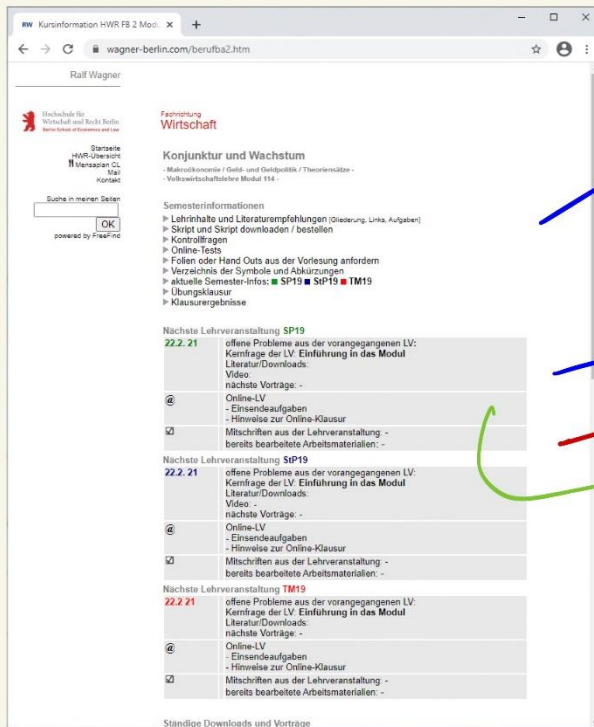 RW Kursinformation HWR FB 2 Modu
wagner-berlin.com/berufba2.htm
Ralf Wagner
Hochschule für
Wirtschaft und Recht Berlin
Berlin School of Economics and Law
Startseite
HWR-Übersicht
Mensaplan CL
Mail
Kontakt
Suche in meinen Seiten
OK
powered by FreeFind
Fachrichtung
Wirtschaft
Konjunktur und Wachstum
- Makroökonomie / Geld- und Geldpolitik / Theoriensätze -
- Volkswirtschaftslehre Modul 114 -
Semesterinformationen
Lehrinhalte und Literaturempfehlungen [Gliederung, Links, Aufgaben]
Skript und Skript downloaden / bestellen
Kontrollfragen
Online-Tests
Folien oder Hand Outs aus der Vorlesung anfordern
Verzeichnis der Symbole und Abkürzungen
aktuelle Semester-Infos: SP19 StP19 TM19
Übungsklausur
Klausurergebnisse
Nächste Lehrveranstaltung SP19
22.2. 21 offene Probleme aus der vorangegangenen LV:
Kernfrage der LV: Einführung in das Modul
Literatur/Downloads:
Video:
nächste Vorträge: -
@ Online-LV
- Einsendeaufgaben
- Hinweise zur Online-Klausur
Mitschriften aus der Lehrveranstaltung: -
bereits bearbeitete Arbeitsmaterialien: -
Nächste Lehrveranstaltung StP19
22.2. 21 offene Probleme aus der vorangegangenen LV:
Kernfrage der LV: Einführung in das Modul
Literatur/Downloads:
Video: -
nächste Vorträge: -
@ Online-LV
- Einsendeaufgaben
- Hinweise zur Online-Klausur
Mitschriften aus der Lehrveranstaltung: -
bereits bearbeitete Arbeitsmaterialien: -
Nächste Lehrveranstaltung TM19
22.2 21 offene Probleme aus der vorangegangenen LV:
Kernfrage der LV: Einführung in das Modul
Literatur/Downloads:
nächste Vorträge: -
@ Online-LV
- Einsendeaufgaben
- Hinweise zur Online-Klausur
Mitschriften aus der Lehrveranstaltung: -
bereits bearbeitete Arbeitsmaterialien: -
Ständige Downloads und Vorträge